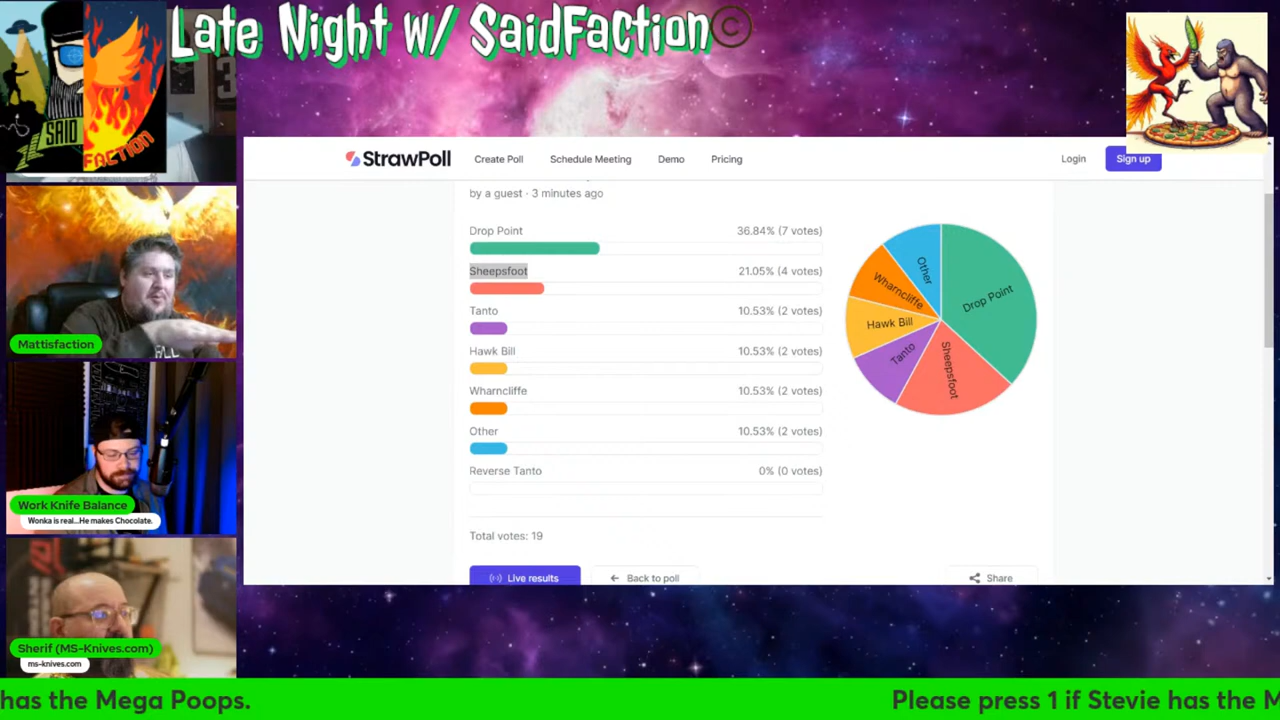 Late Night w/ SaidFaction©
SAID
FACTION
StrawPoll
Create Poll
Schedule Meeting
Demo
Pricing
Login
Sign up
by a guest · 3 minutes ago
Drop Point
36.84% (7 votes)
Sheepsfoot
21.05% (4 votes)
Tanto
10.53% (2 votes)
Hawk Bill
10.53% (2 votes)
Wharncliffe
10.53% (2 votes)
Other
10.53% (2 votes)
Reverse Tanto
0% (0 votes)
Total votes: 19
Live results
← Back to poll
Share
Other
Wharncliffe
Drop Point
Hawk Bill
Tanto
Sheepsfoot
Mattisfaction
Work Knife Balance
Wonka is real...He makes Chocolate.
Sherif (MS-Knives.com)
ms-knives.com
has the Mega Poops.
Please press 1 if Stevie has the M